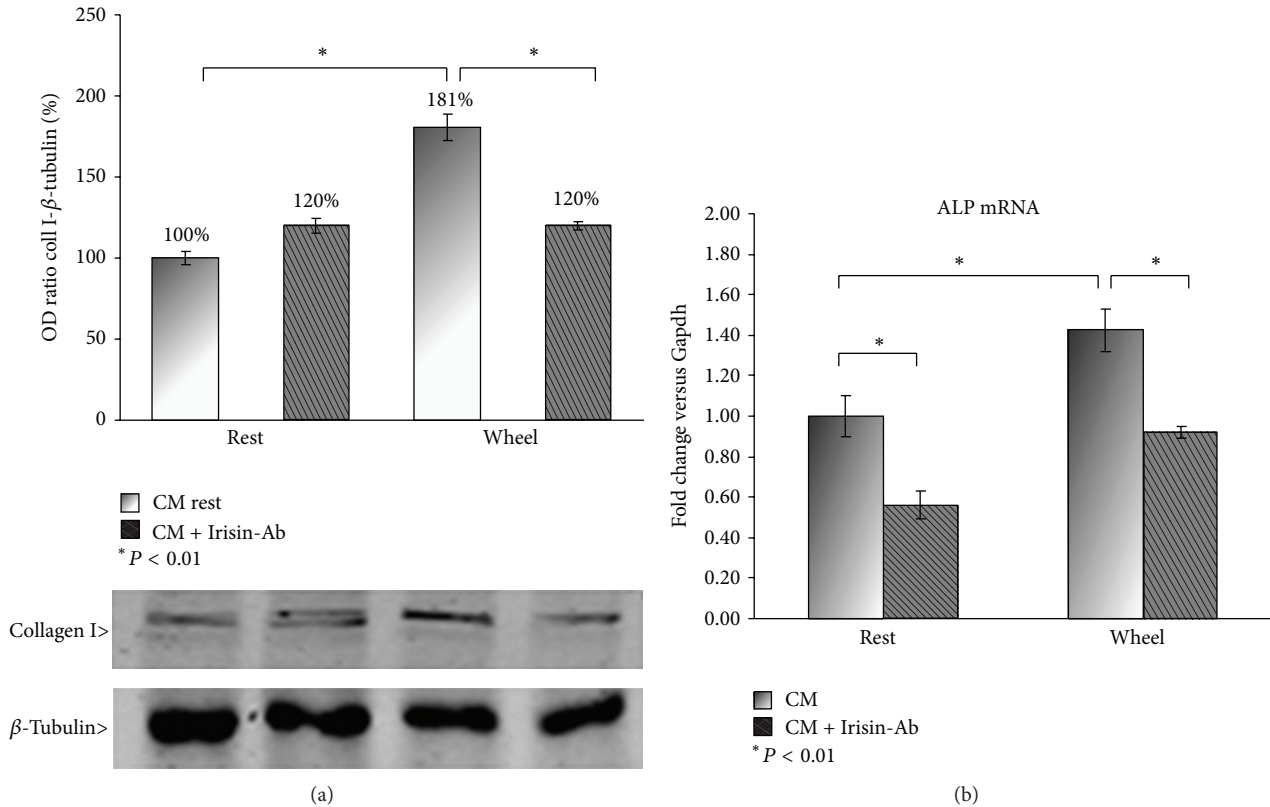 250
200
150
100
50
0
OD ratio coll I-β-tubulin (%)
*
*
100%
120%
181%
120%
Rest
Wheel
CM rest
CM + Irisin-Ab
* P < 0.01
Collagen I>
β-Tubulin>
(a)
ALP mRNA
2.00
1.80
1.60
1.40
1.20
1.00
0.80
0.60
0.40
0.20
0.00
Fold change versus Gapdh
*
*
*
Rest
Wheel
CM
CM + Irisin-Ab
* P < 0.01
(b)